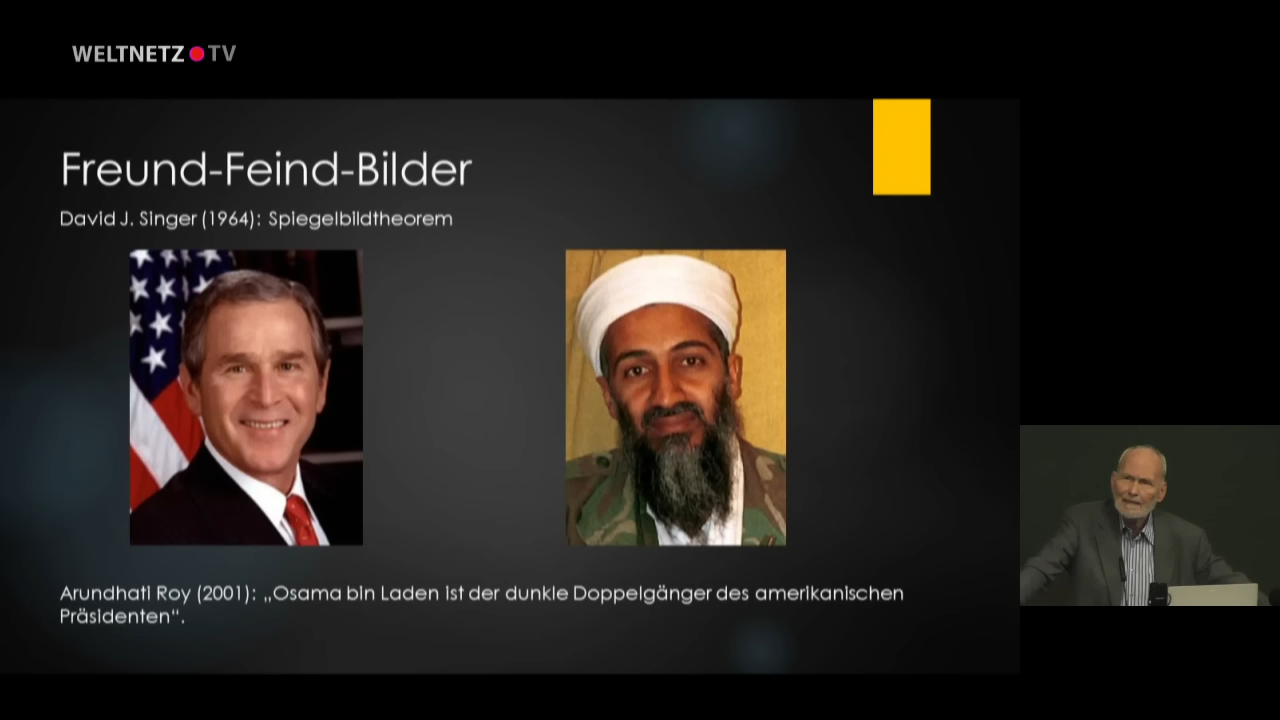 WELTNETZ TV
Freund-Feind-Bilder
David J. Singer (1964): Spiegelbildtheorem
Arundhati Roy (2001): „Osama bin Laden ist der dunkle Doppelgänger des amerikanischen
Präsidenten“.